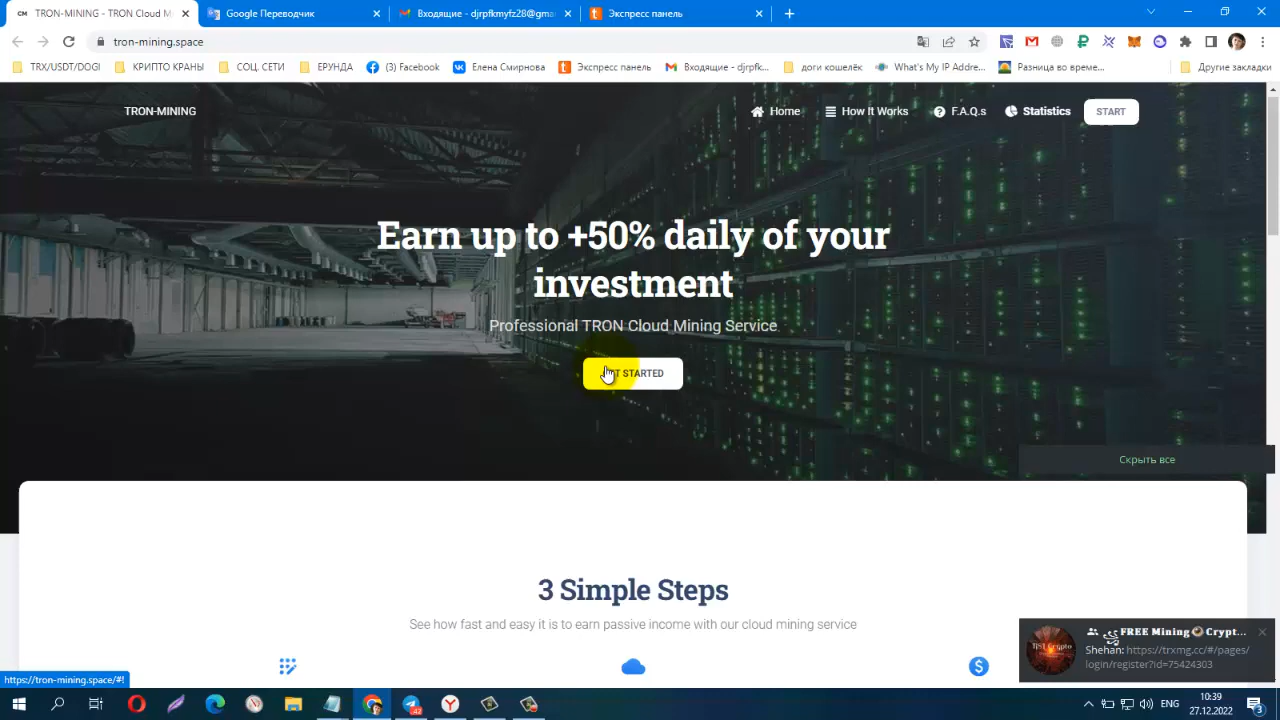 TRON-MINING - TRON Cloud M
Google Переводчик
Входящие - djrpfkmyfz28@gma
Экспресс панель
tron-mining.space
TRX/USDT/DOGI
КРИПТО КРАНЫ
СОЦ. СЕТИ
ЕРУНДА
(3) Facebook
Елена Смирнова
Экспресс панель
Входящие - djrpfk...
доги кошелёк
What's My IP Addre...
Разница во време...
Другие закладки
TRON-MINING
Home
How It Works
F.A.Q.s
Statistics
START
Earn up to +50% daily of your
investment
Professional TRON Cloud Mining Service
STARTED
Скрыть все
3 Simple Steps
See how fast and easy it is to earn passive income with our cloud mining service
FREE Mining Crypt...
Shehan: https://trxmg.cc/#/pages/
login/register?id=75424303
https://tron-mining.space/#!
ENG
10:39
27.12.2022